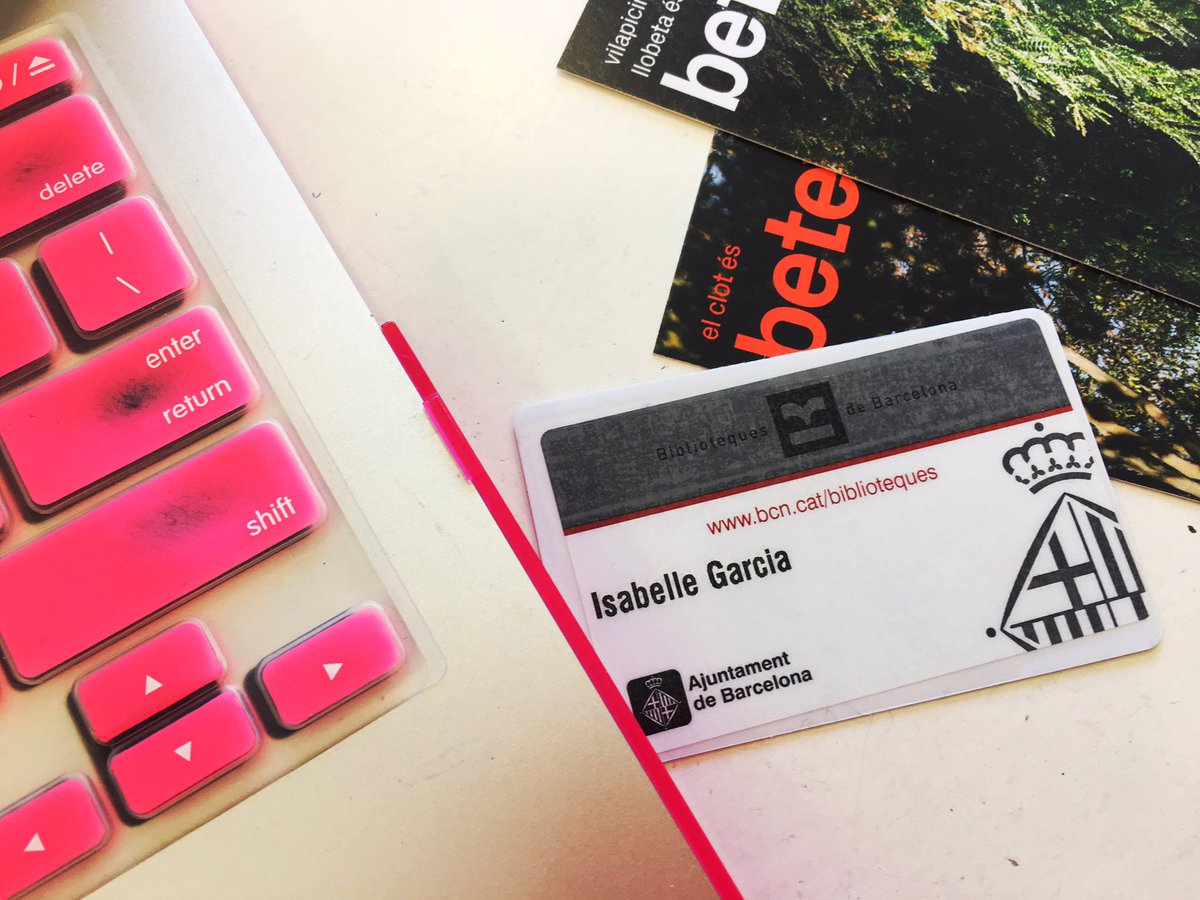 delete
|
\
enter
return
shift
vilapicin
llobeta és
bete
el clot és
bete
Biblioteques de Barcelona
www.bcn.cat/biblioteques
Isabelle Garcia
Ajuntament
de Barcelona